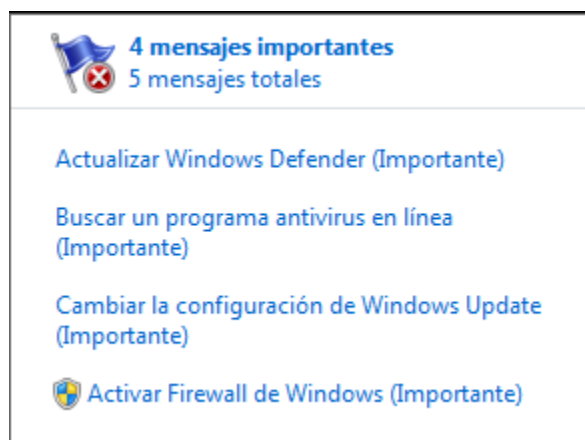 4 mensajes importantes
5 mensajes totales
Actualizar Windows Defender (Importante)
Buscar un programa antivirus en línea
(Importante)
Cambiar la configuración de Windows Update
(Importante)
Activar Firewall de Windows (Importante)